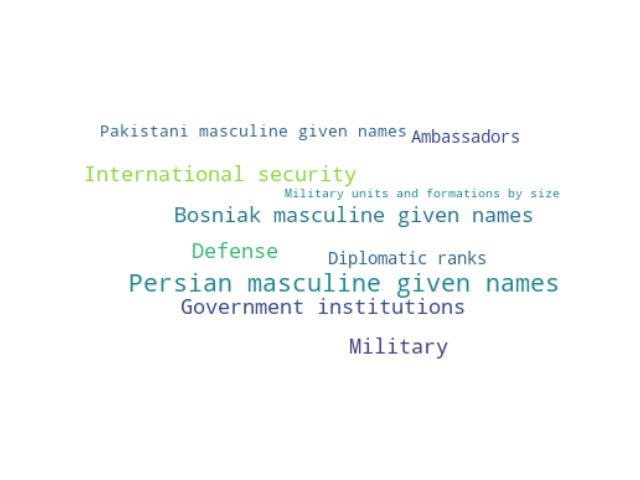 Pakistani masculine given names
Ambassadors
International security
Military units and formations by size
Bosniak masculine given names
Defense
Diplomatic ranks
Persian masculine given names
Government institutions
Military